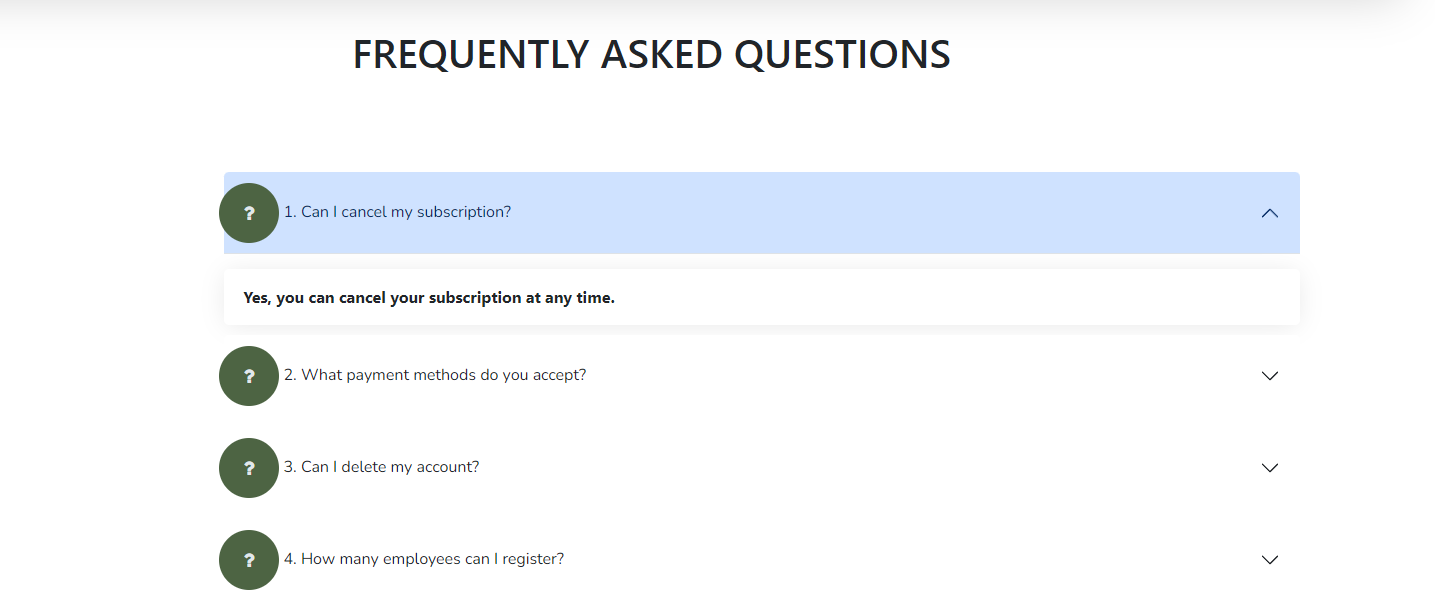 FREQUENTLY ASKED QUESTIONS
? 1. Can I cancel my subscription?
Yes, you can cancel your subscription at any time.
? 2. What payment methods do you accept?
? 3. Can I delete my account?
? 4. How many employees can I register?